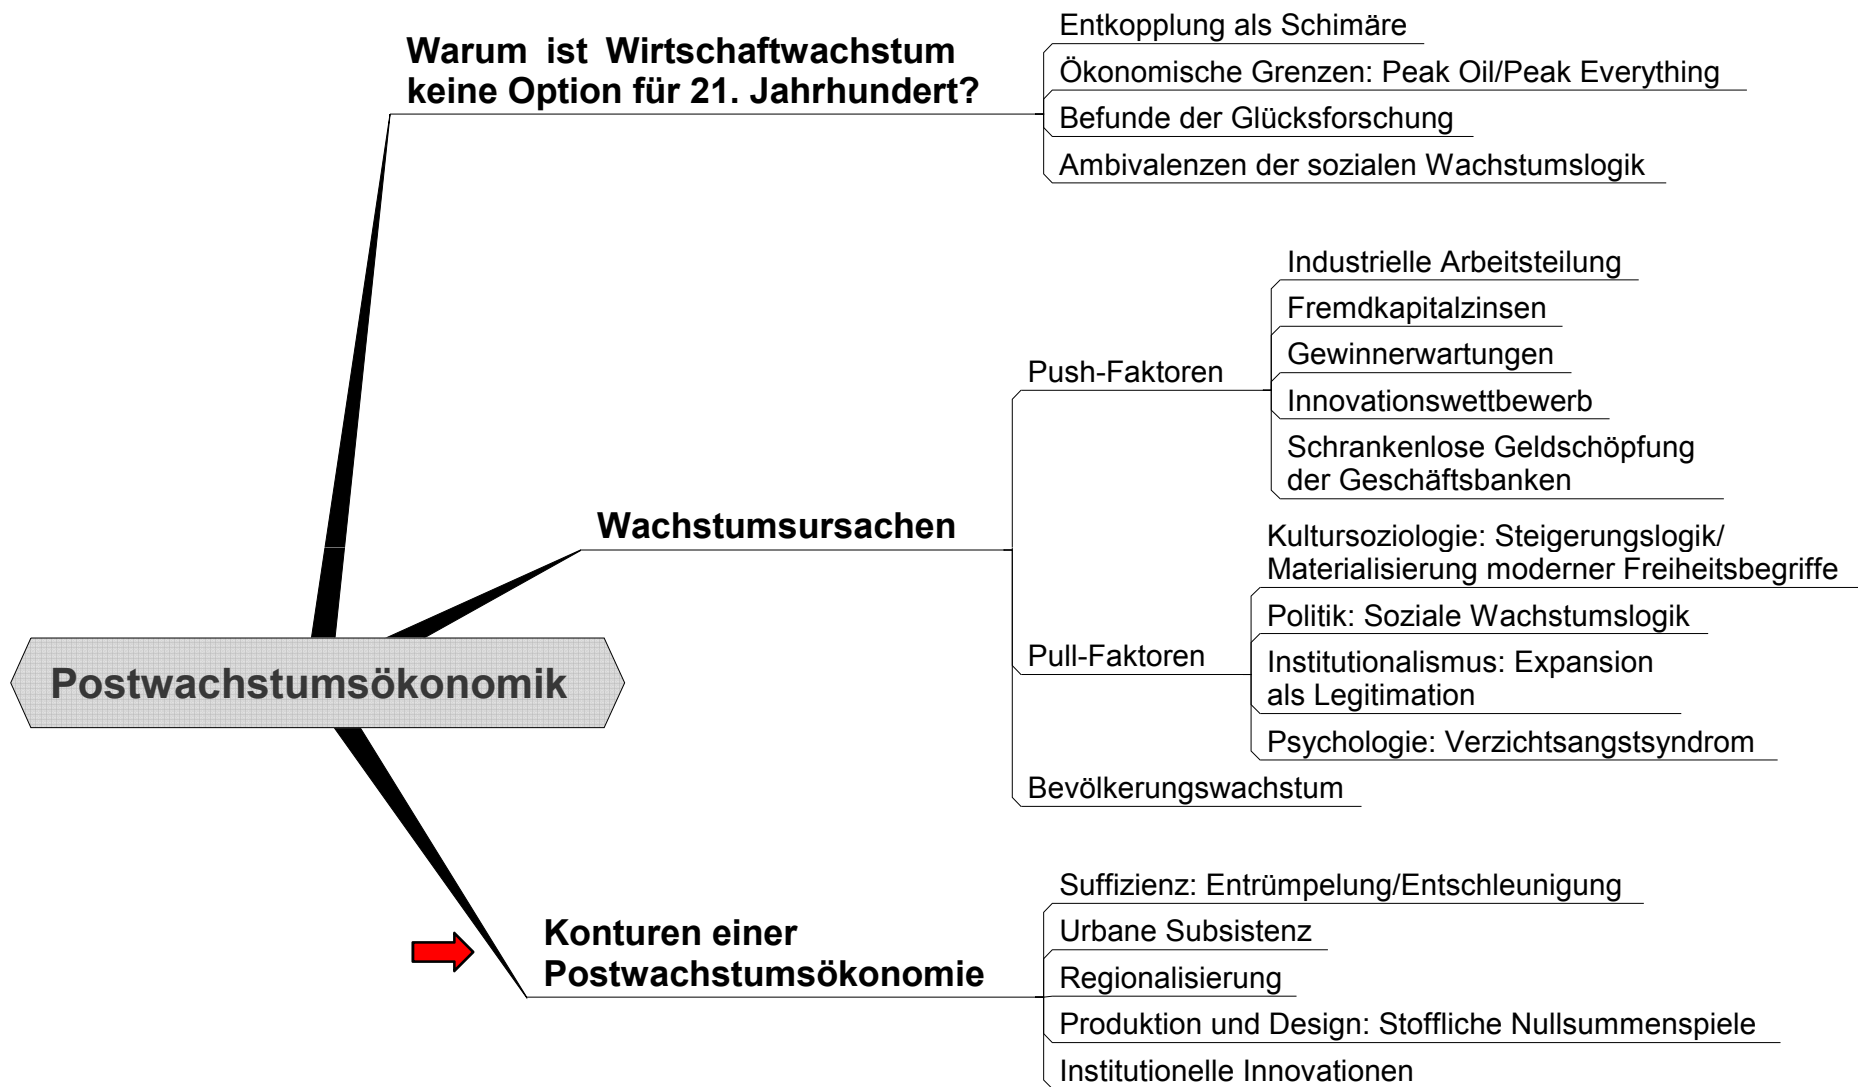 Postwachstumsökonomik
Warum ist Wirtschaftwachstum
keine Option für 21. Jahrhundert?
Entkopplung als Schimäre
Ökonomische Grenzen: Peak Oil/Peak Everything
Befunde der Glücksforschung
Ambivalenzen der sozialen Wachstumslogik
Wachstumsursachen
Push-Faktoren
Industrielle Arbeitsteilung
Fremdkapitalzinsen
Gewinnerwartungen
Innovationswettbewerb
Schrankenlose Geldschöpfung
der Geschäftsbanken
Pull-Faktoren
Kultursoziologie: Steigerungslogik/
Materialisierung moderner Freiheitsbegriffe
Politik: Soziale Wachstumslogik
Institutionalismus: Expansion
als Legitimation
Psychologie: Verzichtsangstsyndrom
Bevölkerungswachstum
Konturen einer
Postwachstumsökonomie
Suffizienz: Entrümpelung/Entschleunigung
Urbane Subsistenz
Regionalisierung
Produktion und Design: Stoffliche Nullsummenspiele
Institutionelle Innovationen